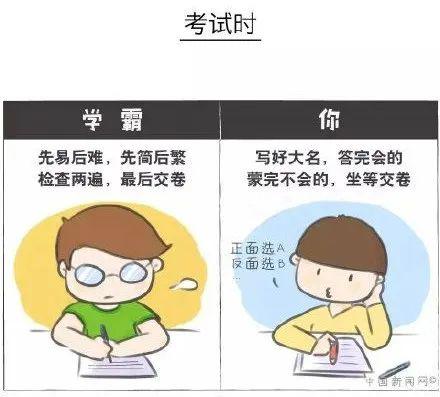 考试时
学霸
你
先易后难，先简后繁
检查两遍，最后交卷
写好大名，答完会的
蒙完不会的，坐等交卷
正面选A
反面选B
...
中国新闻网©